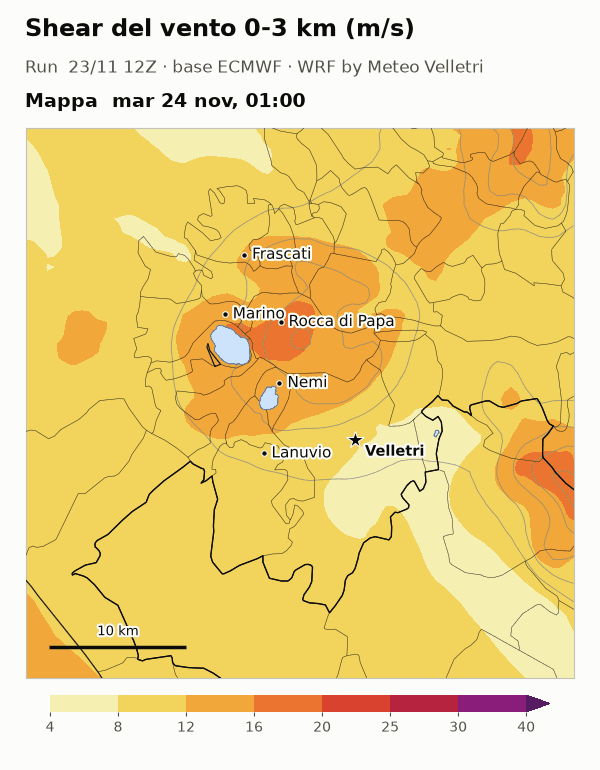 Shear del vento 0-3 km (m/s)
Run  23/11 12Z · base ECMWF · WRF by Meteo Velletri
Mappa  mar 24 nov, 01:00
Frascati
Marino
Rocca di Papa
Nemi
Velletri
Lanuvio
10 km
4 8 12 16 20 25 30 40